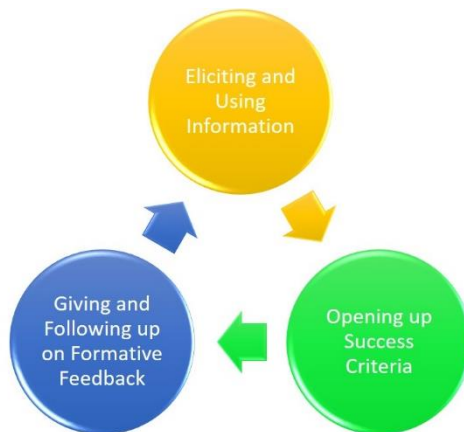 Eliciting and
Using
Information
Opening up
Success
Criteria
Giving and
Following up
on Formative
Feedback